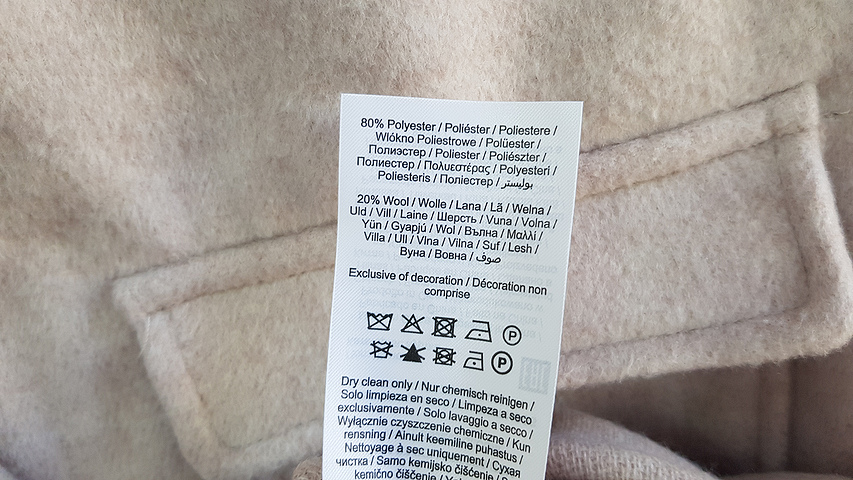 80% Polyester / Poliéster / Poliestere /
Włókno Poliestrowe / Polüester /
Полиэстер / Poliester / Poliészter /
Полиестер / Πολυεστέρας / Polyesteri /
Poliesteris / Поліестер / بوليستر
20% Wool / Wolle / Lana / Lã / Wełna /
Uld / Vill / Laine / Шерсть / Vuna / Volna /
Yün / Gyapjú / Wol / Вълна / Μαλλί /
Villa / Ull / Vlna / Vilna / Suf / Lesh /
Вуна / Вовна / صوف
Exclusive of decoration / Décoration non
comprise
P
P
Dry clean only / Nur chemisch reinigen /
Solo limpieza en seco / Limpeza a seco
exclusivamente / Solo lavaggio a secco /
Wyłącznie czyszczenie chemiczne / Kun
rensning / Ainult keemiline puhastus /
Nettoyage à sec uniquement / Сухая
чистка / Samo kemijsko čišćenje /
kemično čiščenje /